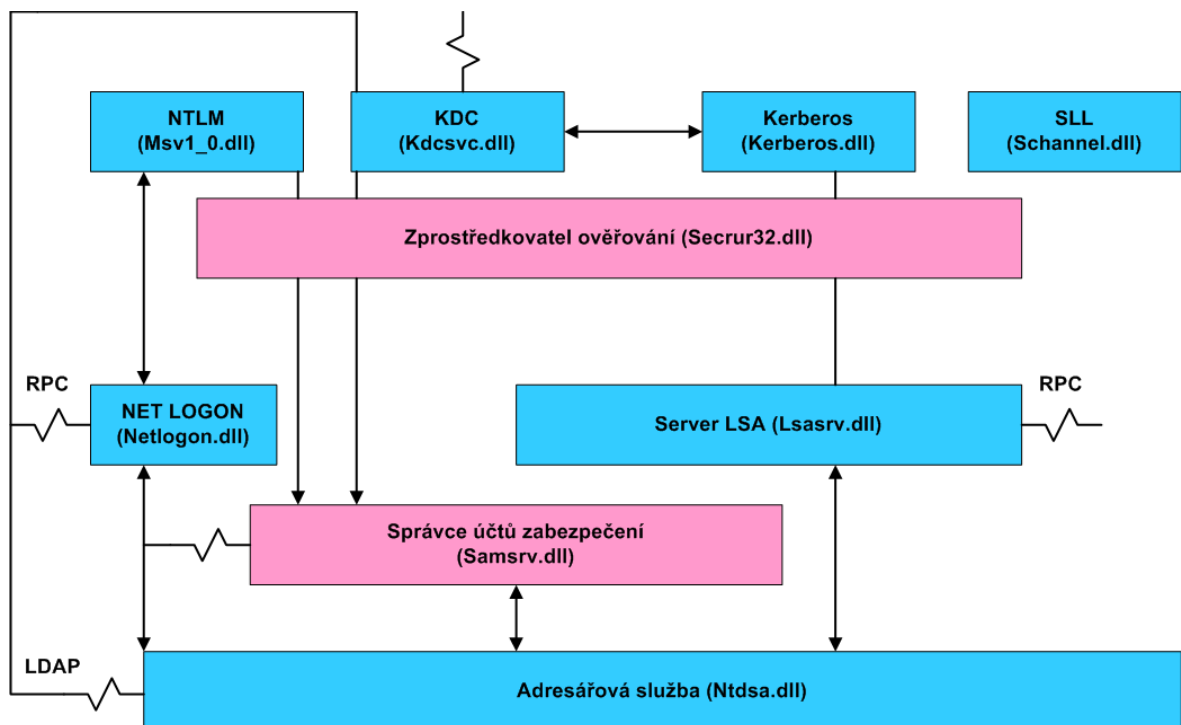 NTLM
(Msv1_0.dll)
KDC
(Kdcsvc.dll)
Kerberos
(Kerberos.dll)
SLL
(Schannel.dll)
Zprostředkovatel ověřování (Secrur32.dll)
RPC
NET LOGON
(Netlogon.dll)
Server LSA (Lsasrv.dll)
RPC
Správce účtů zabezpečení
(Samsrv.dll)
LDAP
Adresářová služba (Ntdsa.dll)